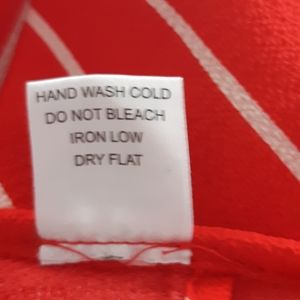 HAND WASH COLD
DO NOT BLEACH
IRON LOW
DRY FLAT